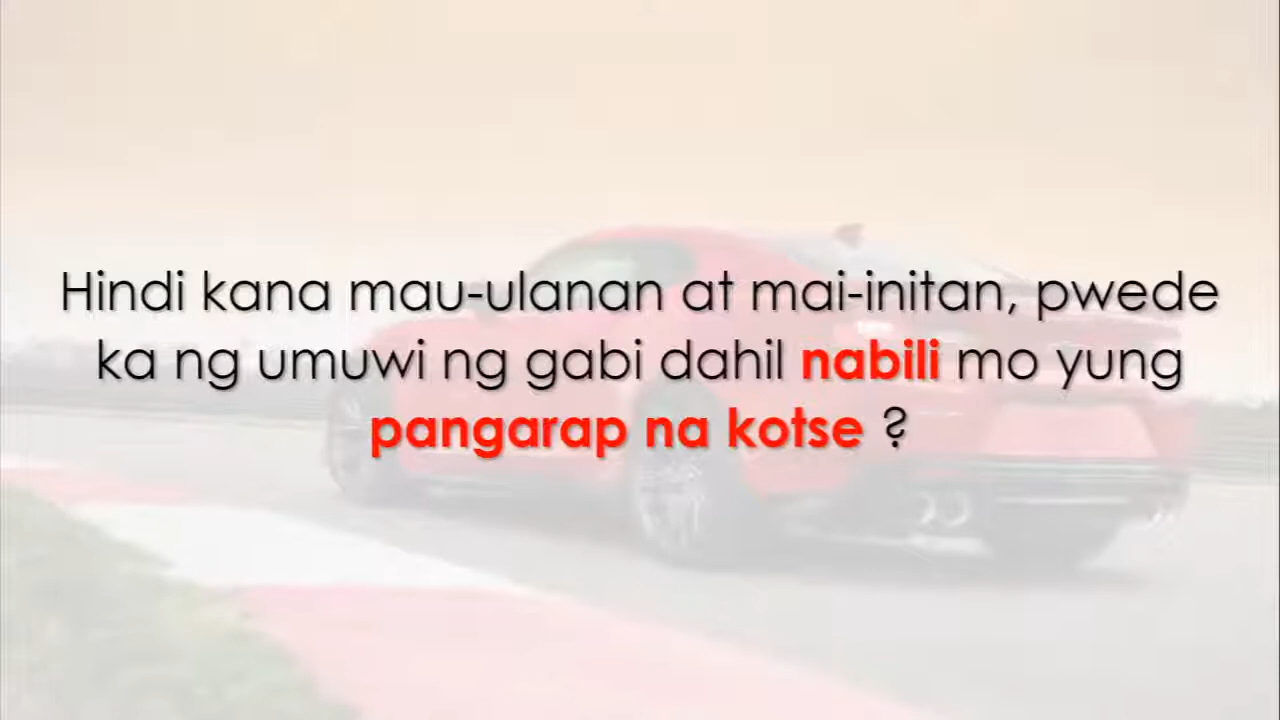 Hindi kana mau-ulanan at mai-initan, pwede
ka ng umuwi ng gabi dahil nabili mo yung
pangarap na kotse ?